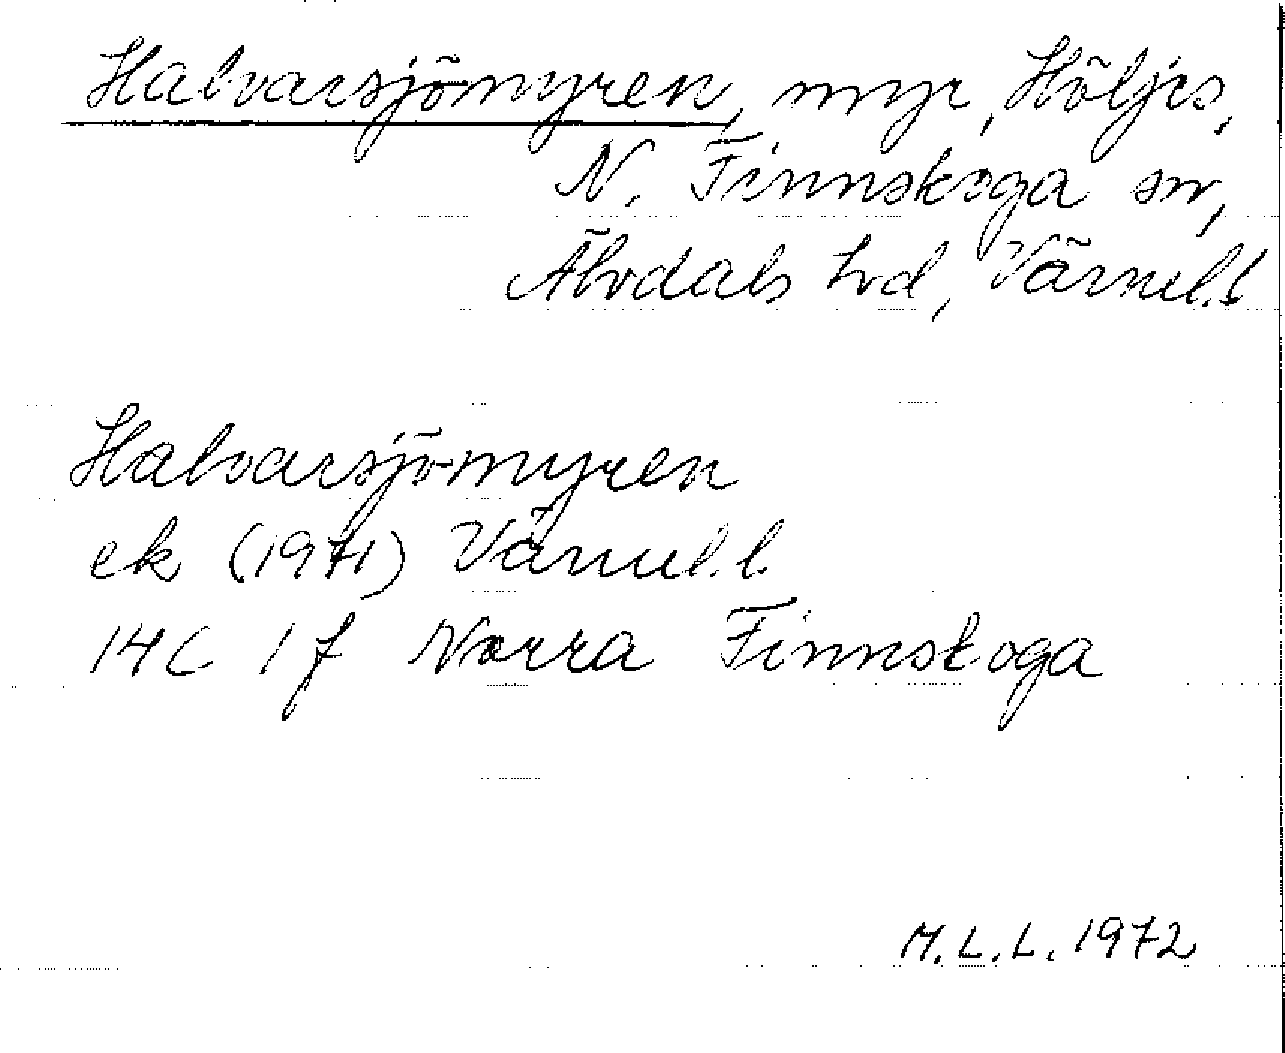 Halvarsjömyren, myr, Höljes,
N. Finnskoga sn,
Älvdals hd, Värml.l
Halvarsjömyren
ek (1971) Värml.l.
14C 1f Norra Finnskoga
M.L.L. 1972